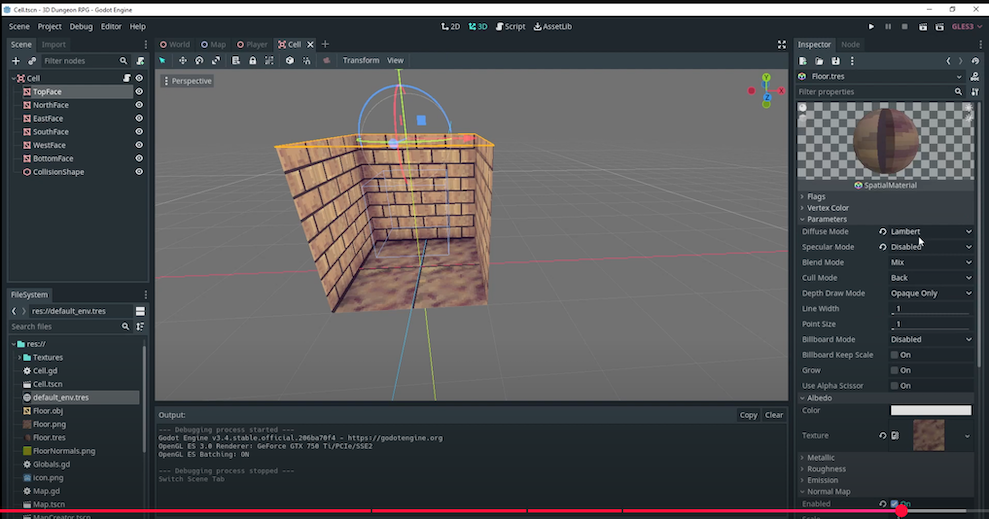 Cell.tscn - 3D Dungeon RPG - Godot Engine
Scene Project Debug Editor Help
2D 3D Script AssetLib
GLES3
Scene Import
World Map Player Cell
Inspector Node
Filter nodes
Transform View
Floor.tres
Filter properties
Cell
TopFace
NorthFace
EastFace
SouthFace
WestFace
BottomFace
CollisionShape
Perspective
Y
X
Z
SpatialMaterial
Flags
Vertex Color
Parameters
Diffuse Mode Lambert
Specular Mode Disabled
Blend Mode Mix
Cull Mode Back
Depth Draw Mode Opaque Only
Line Width 1
Point Size 1
Billboard Mode Disabled
Billboard Keep Scale On
Grow On
Use Alpha Scissor On
Albedo
Color
Texture
Metallic
Roughness
Emission
Normal Map
Enabled On
FileSystem
res://default_env.tres
Search files
res://
Textures
Cell.gd
Cell.tscn
default_env.tres
Floor.obj
Floor.png
Floor.tres
FloorNormals.png
Globals.gd
icon.png
Map.gd
Map.tscn
MapCreator.tscn
Output:
Copy Clear
--- Debugging process started ---
Godot Engine v3.4.stable.official.206ba70f4 - https://godotengine.org
OpenGL ES 3.0 Renderer: GeForce GTX 750 Ti/PCIe/SSE2
OpenGL ES Batching: ON
--- Debugging process stopped ---
Switch Scene Tab